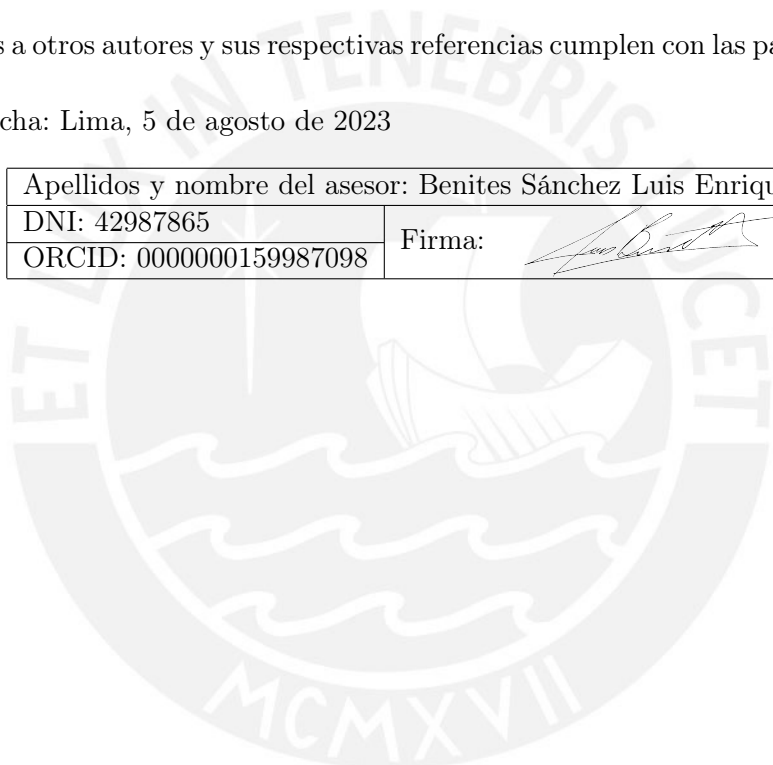 s a otros autores y sus respectivas referencias cumplen con las pa
cha: Lima, 5 de agosto de 2023
Apellidos y nombre del asesor: Benites Sánchez Luis Enriqu
DNI: 42987865
Firma:
ORCID: 0000000159987098
ET LUX IN TENEBRIS LUCET
MCMXVII